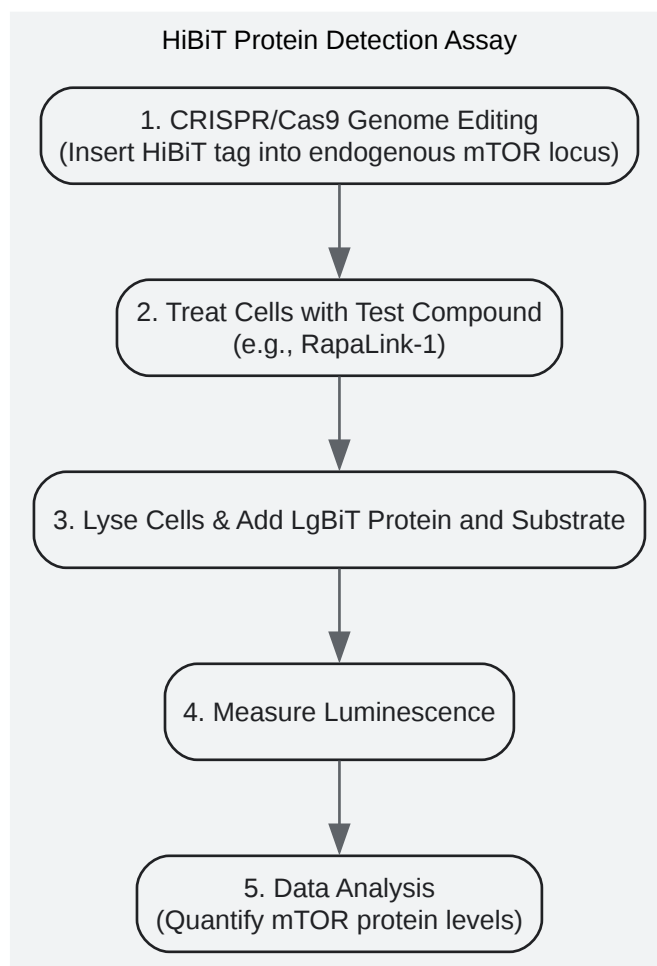 HiBiT Protein Detection Assay
1. CRISPR/Cas9 Genome Editing
(Insert HiBiT tag into endogenous mTOR locus)
2. Treat Cells with Test Compound
(e.g., RapaLink-1)
3. Lyse Cells & Add LgBiT Protein and Substrate
4. Measure Luminescence
5. Data Analysis
(Quantify mTOR protein levels)